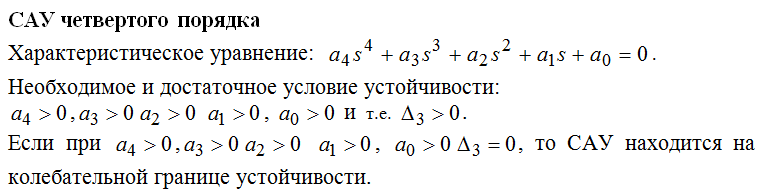 САУ четвертого порядка
Характеристическое уравнение: a₄s⁴ + a₃s³ + a₂s² + a₁s + a₀ = 0 .
Необходимое и достаточное условие устойчивости:
a₄ > 0, a₃ > 0 a₂ > 0 a₁ > 0 , a₀ > 0 и т.е. Δ₃ > 0 .
Если при a₄ > 0, a₃ > 0 a₂ > 0 a₁ > 0 , a₀ > 0 Δ₃ = 0 , то САУ находится на
колебательной границе устойчивости.